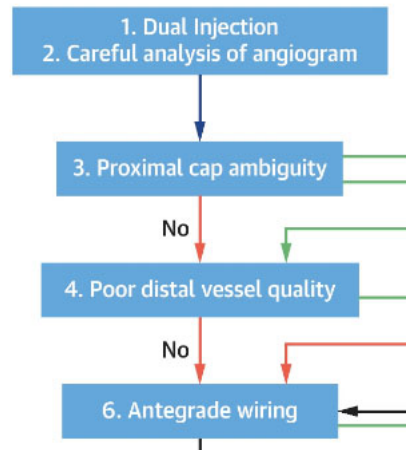 1. Dual Injection
2. Careful analysis of angiogram
3. Proximal cap ambiguity
No
4. Poor distal vessel quality
No
6. Antegrade wiring